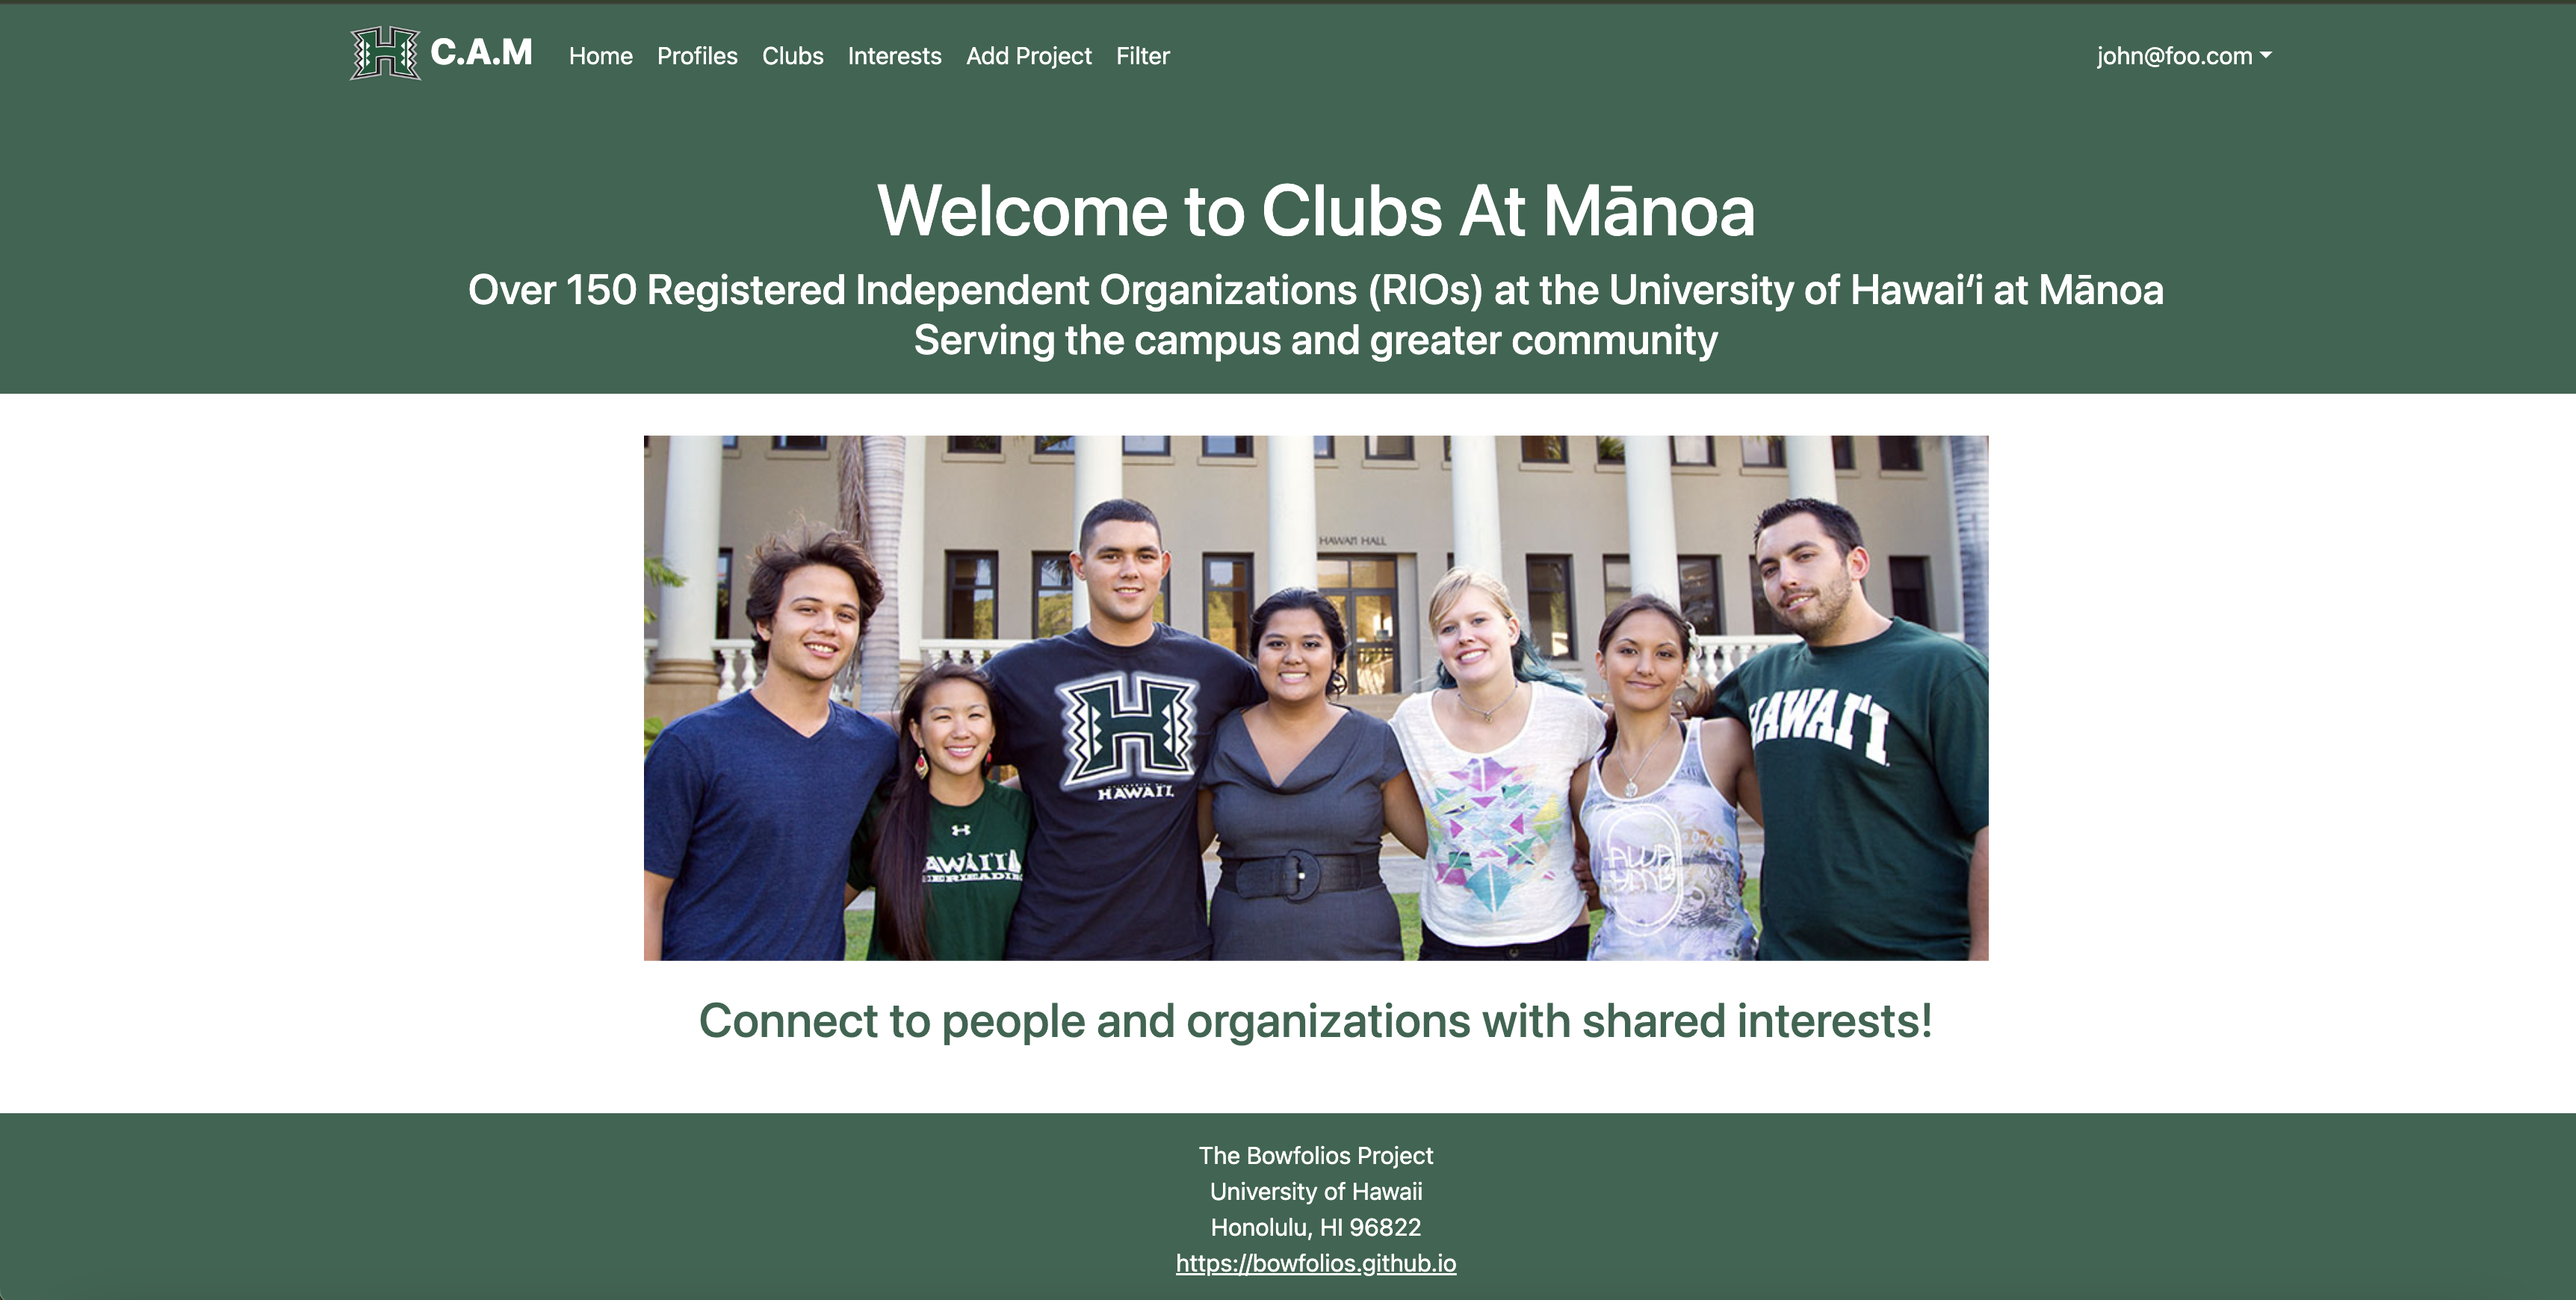 C.A.M Home Profiles Clubs Interests Add Project Filter john@foo.com
Welcome to Clubs At Mānoa
Over 150 Registered Independent Organizations (RIOs) at the University of Hawaiʻi at Mānoa
Serving the campus and greater community
HAWAI'I HALL
H
HAWAI'I
HAWAI'I
Connect to people and organizations with shared interests!
The Bowfolios Project
University of Hawaii
Honolulu, HI 96822
https://bowfolios.github.io